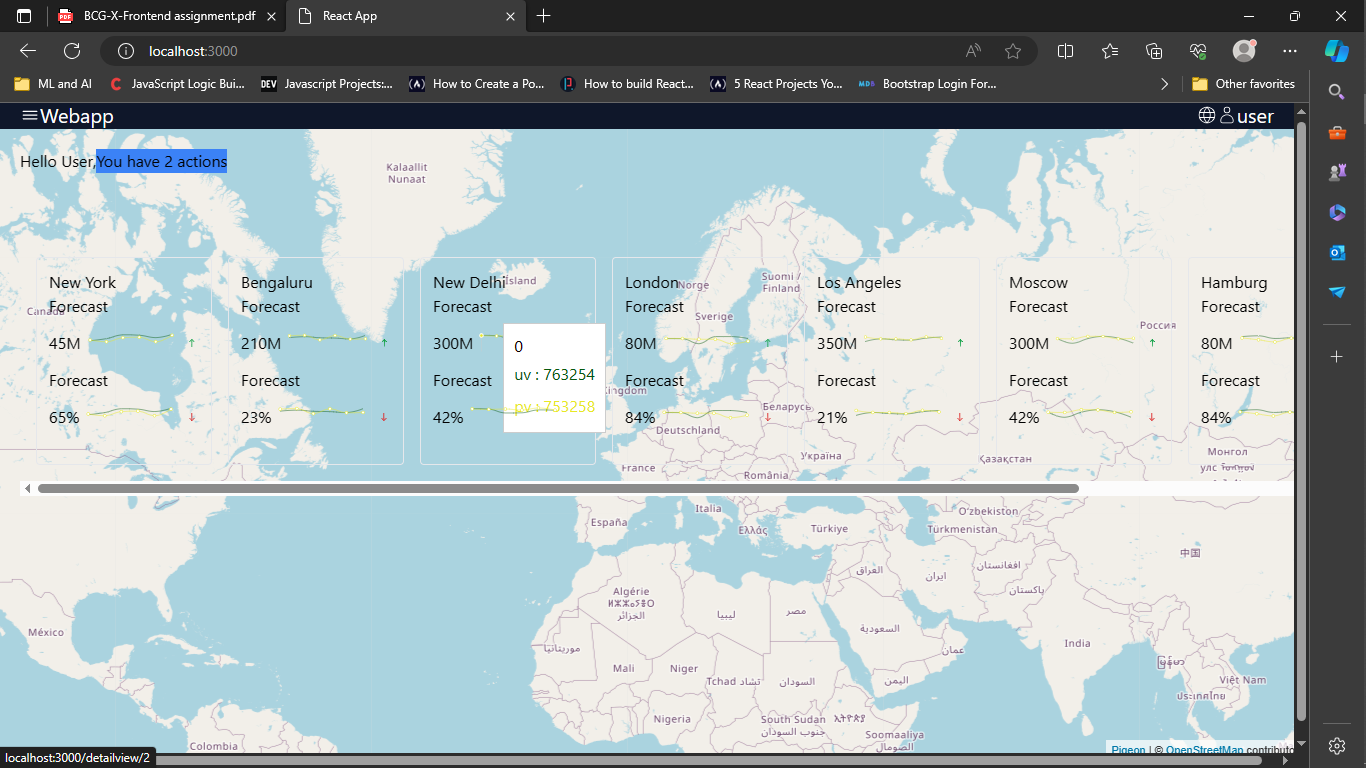 BCG-X-Frontend assignment.pdf
React App
localhost:3000
ML and AI
JavaScript Logic Bui...
DEV
Javascript Projects:...
How to Create a Po...
How to build React...
5 React Projects Yo...
MDB
Bootstrap Login For...
Other favorites
Webapp
user
Hello User,You have 2 actions
Kalaallit
Nunaat
New York
Forecast
45M
Forecast
65%
Bengaluru
Forecast
210M
Forecast
23%
New Delhi
Forecast
300M
Forecast
42%
0
uv : 763254
pv : 753258
London
Forecast
80M
Forecast
84%
Los Angeles
Forecast
350M
Forecast
21%
Moscow
Forecast
300M
Forecast
42%
Hamburg
Forecast
80M
Forecast
84%
Canada
Ísland
Norge
Suomi /
Finland
Sverige
Россия
Беларусь
Deutschland
Україна
France
România
Қазақстан
Монгол
улс
España
Italia
Ελλάς
Türkiye
O'zbekiston
Türkmenistan
中国
العراق
ایران
افغانستان
پاکستان
Algérie
ⵍⵣⵣⴰⵢⴻⵔ
الجزائر
ليبيا
مصر
السعودية
México
موريتانيا
Mali
Niger
Tchad تشاد
السودان
عمان
اليمن
India
Việt Nam
ประเทศไทย
Nigeria
South Sudan
جنوب السودان
Soomaaliya
الصومال
Colombia
Pigeon | © OpenStreetMap contributo
localhost:3000/detailview/2